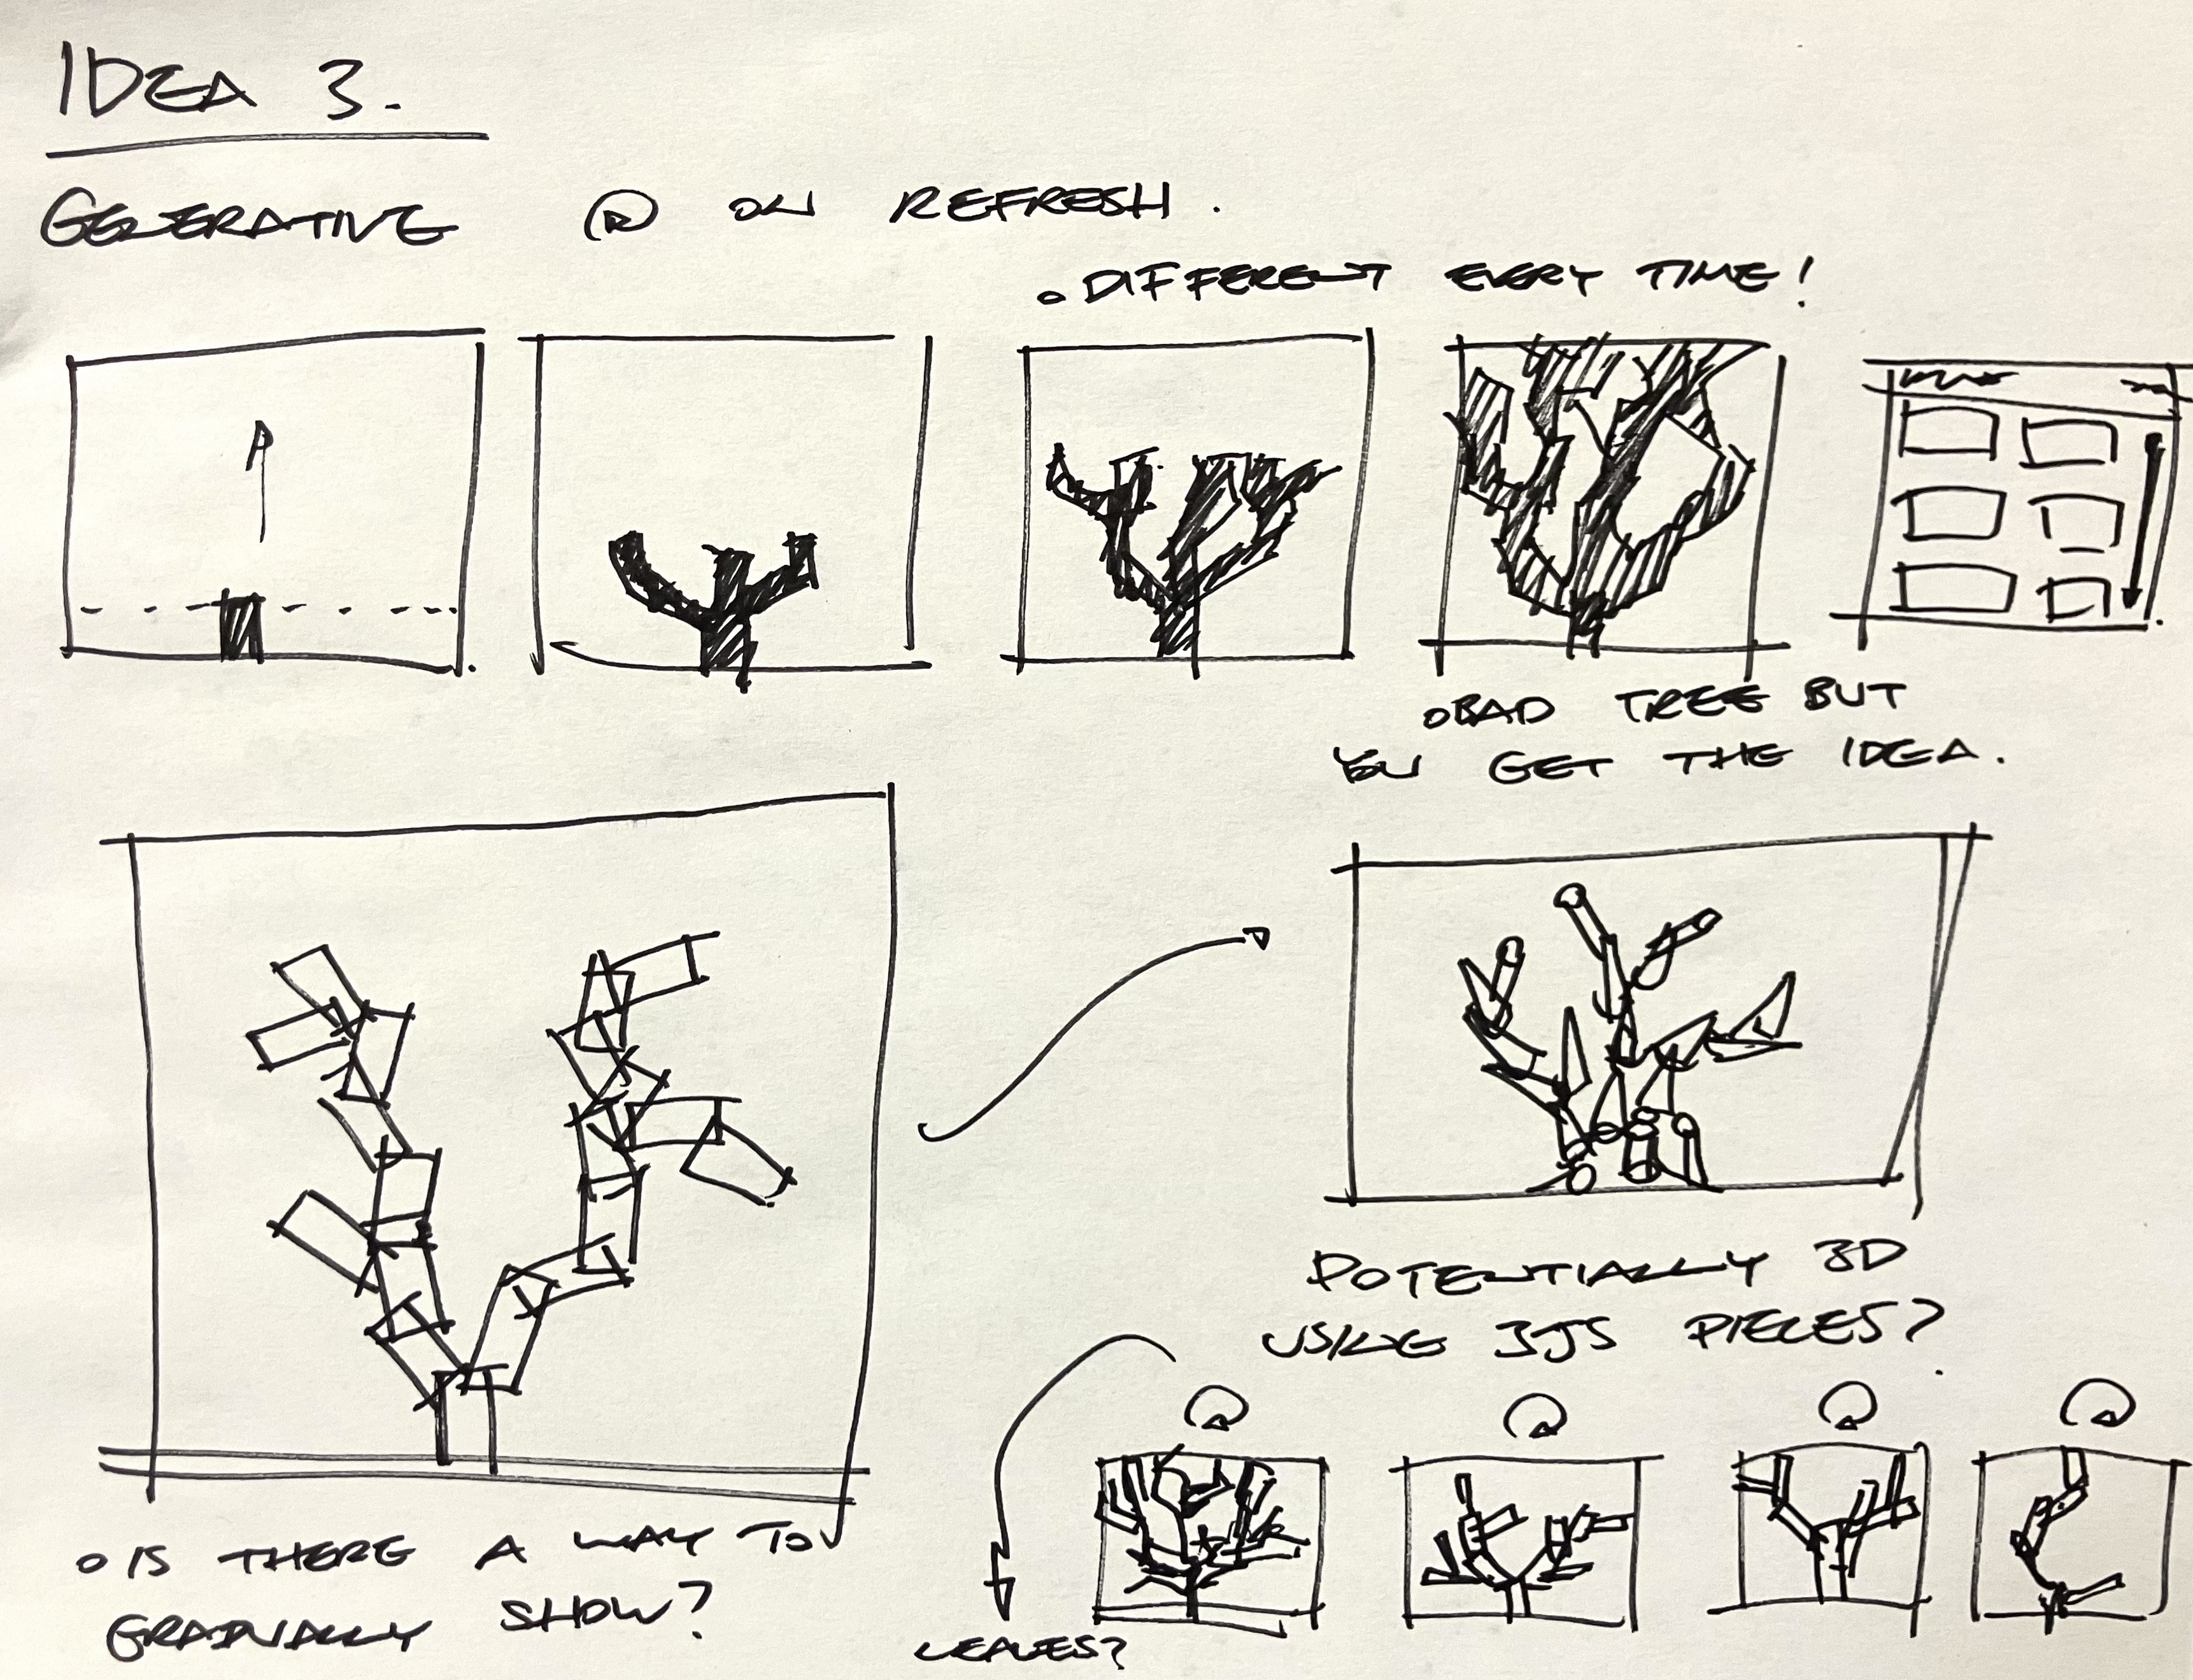 IDEA 3.
GENERATIVE ON REFRESH.
DIFFERENT EVERY TIME!
BAD TREE BUT
YOU GET THE IDEA.
IS THERE A WAY TO
GRADUALLY SHOW?
POTENTIALLY 3D
USING 3JS PIECES?
LEAVES?